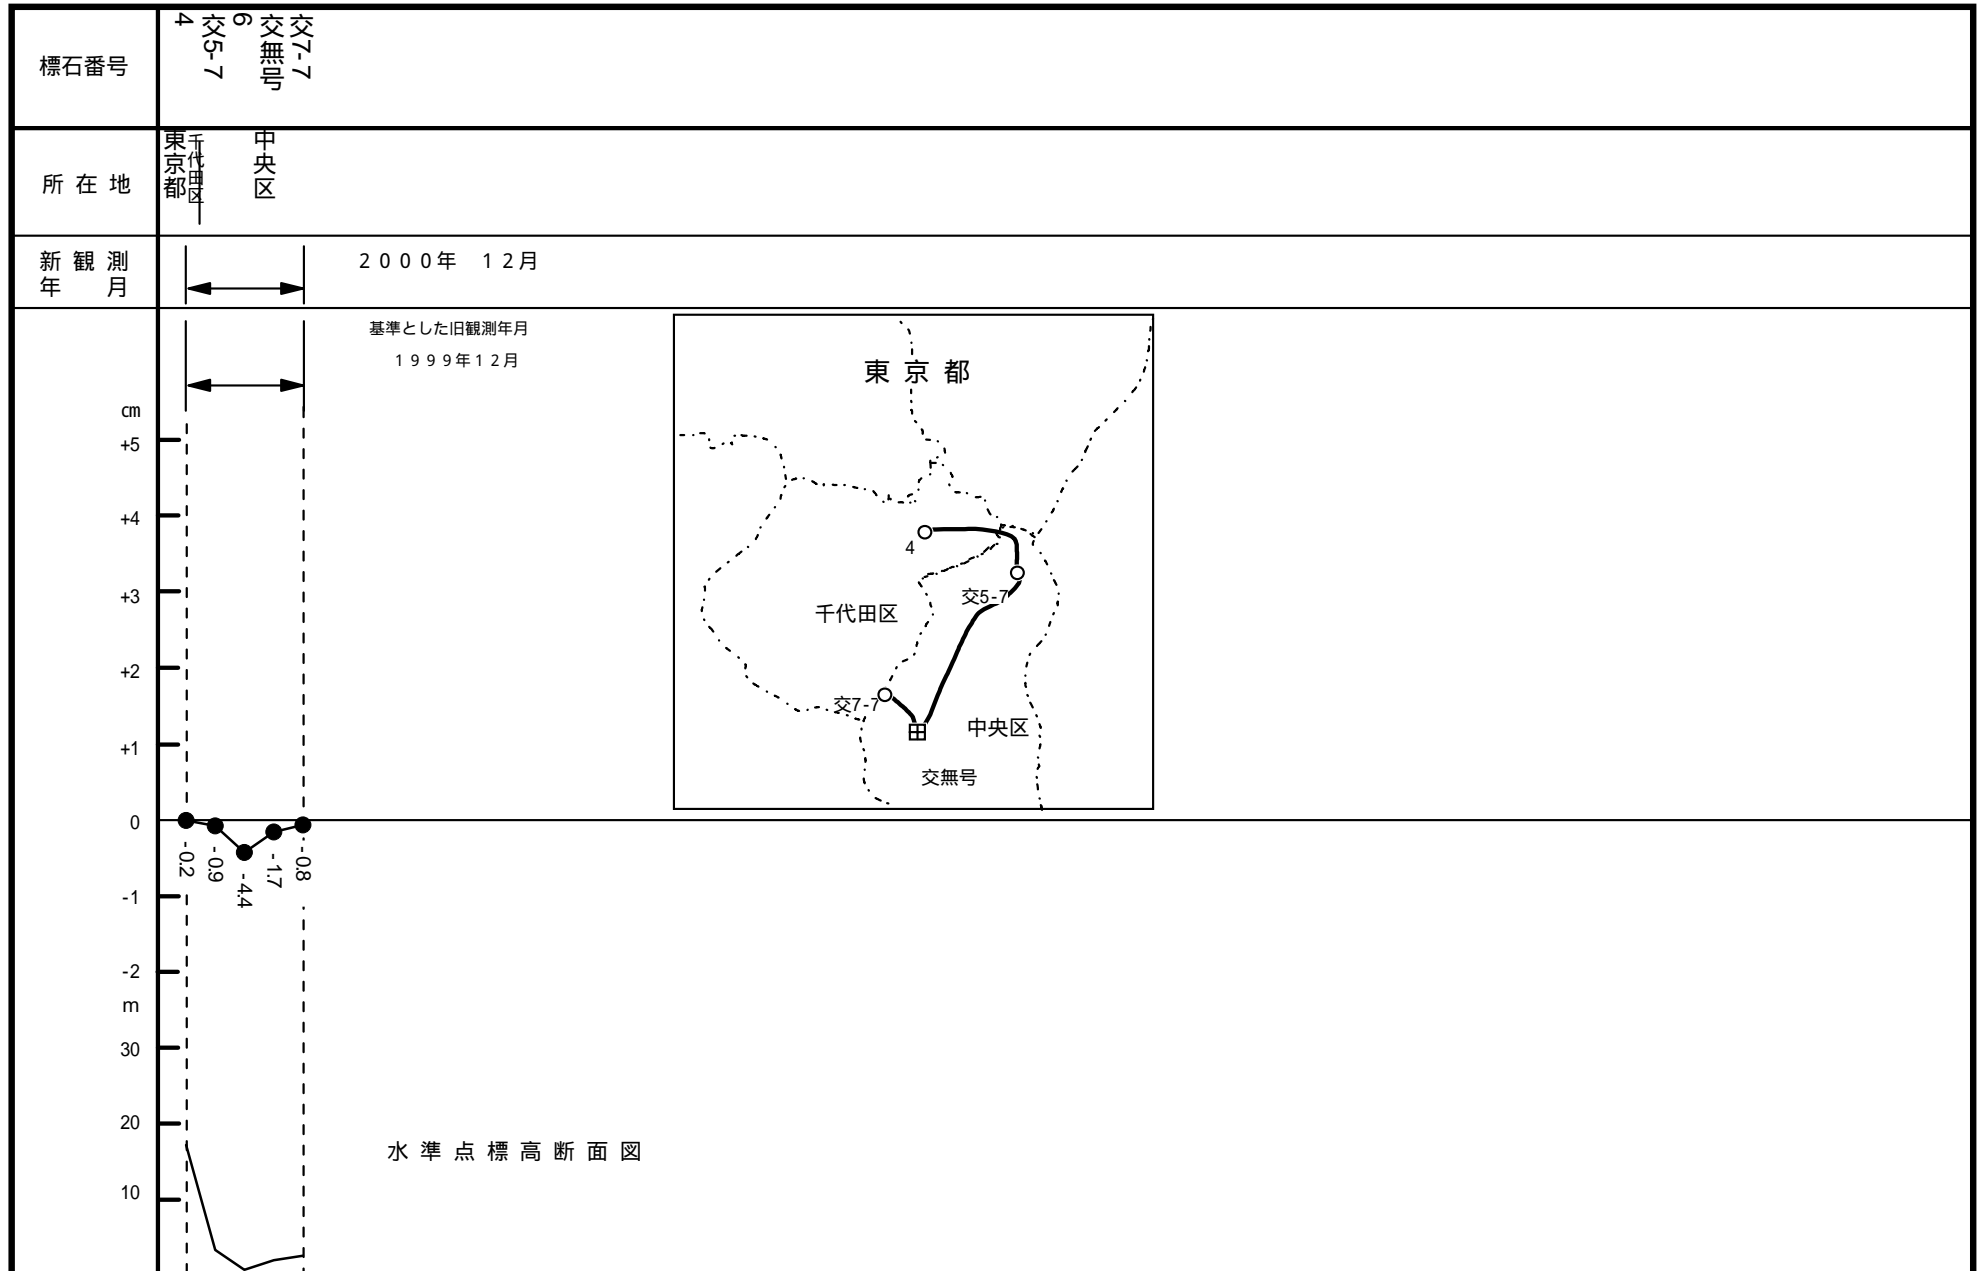 標石番号
4
交5-7
6
交無号
交7-7
所在地
東京都
千代田区
中央区
新観測
年 月
2000年 12月
基準とした旧観測年月
1999年12月
cm
+5
+4
+3
+2
+1
0
-1
-2
-0.2
-0.9
-4.4
-1.7
-0.8
東京都
4
交5-7
千代田区
交7-7
中央区
交無号
m
30
20
10
水準点標高断面図